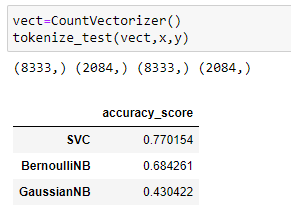 vect=CountVectorizer()
tokenize_test(vect,x,y)
(8333,) (2084,) (8333,) (2084,)
accuracy_score
SVC 0.770154
BernoulliNB 0.684261
GaussianNB 0.430422